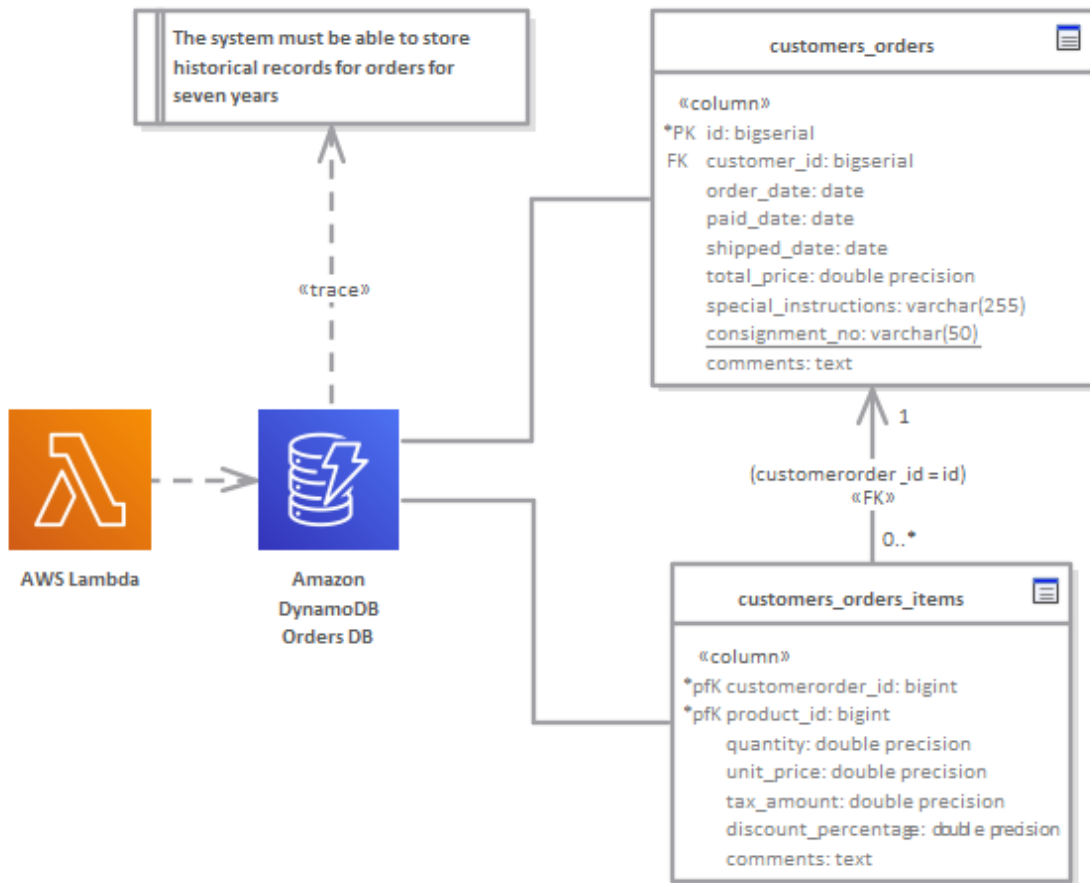 The system must be able to store
historical records for orders for
seven years
«trace»
AWS Lambda
Amazon
DynamoDB
Orders DB
customers_orders
«column»
*PK id: bigserial
FK customer_id: bigserial
order_date: date
paid_date: date
shipped_date: date
total_price: double precision
special_instructions: varchar(255)
consignment_no: varchar(50)
comments: text
1
(customerorder_id = id)
«FK»
0..*
customers_orders_items
«column»
*pfK customerorder_id: bigint
*pfK product_id: bigint
quantity: double precision
unit_price: double precision
tax_amount: double precision
discount_percentage: double precision
comments: text